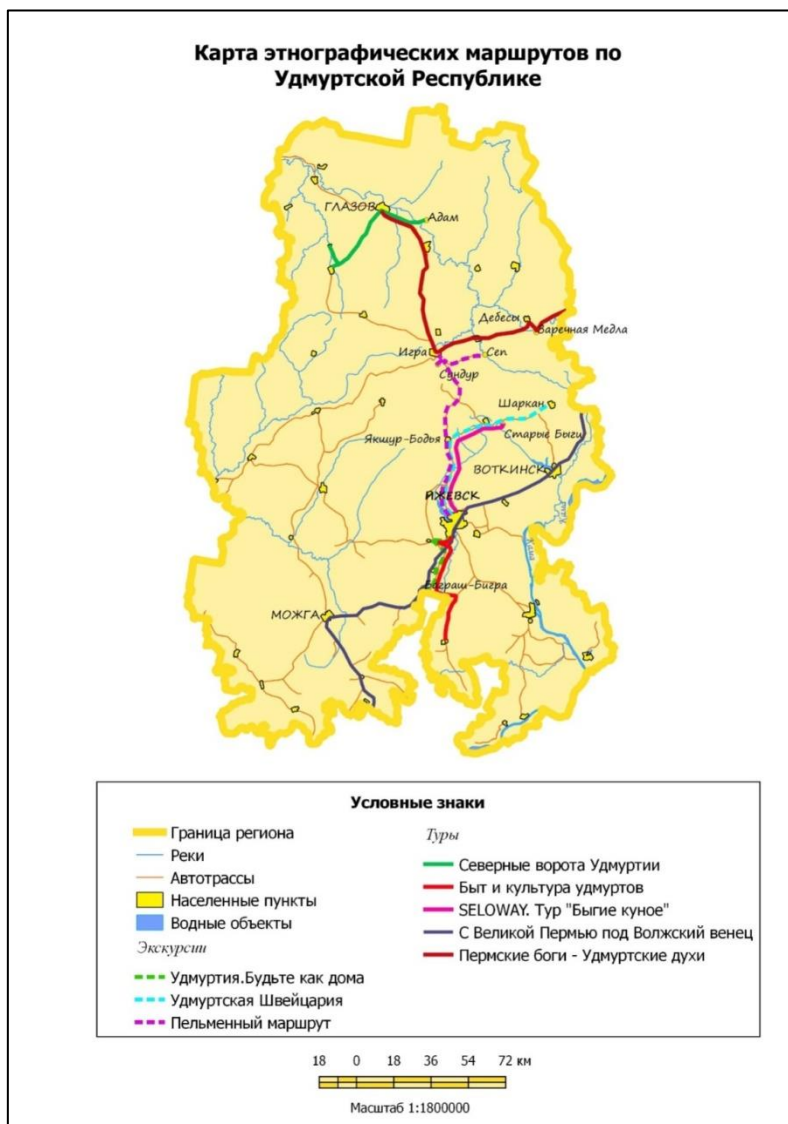 Карта этнографических маршрутов по
Удмуртской Республике
ГЛАЗОВ
Адам
Дебесы
Заречная Медла
Игра
Сеп
Сундур
Шаркан
Якшур-Бодья
Старые Быги
ВОТКИНСК
Кама
ИЖЕВСК
Кама
Баграш-Бигра
МОЖГА
Условные знаки
Граница региона
Реки
Автотрассы
Населенные пункты
Водные объекты
Экскурсии
Удмуртия.Будьте как дома
Удмуртская Швейцария
Пельменный маршрут
Туры
Северные ворота Удмуртии
Быт и культура удмуртов
SELOWAY. Тур "Быгие куное"
С Великой Пермью под Волжский венец
Пермские боги - Удмуртские духи
18 0 18 36 54 72 км
Масштаб 1:1800000